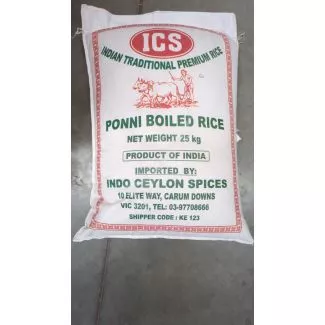 ICS
INDIAN TRADITIONAL PREMIUM RICE
PONNI BOILED RICE
NET WEIGHT 25 kg
PRODUCT OF INDIA
IMPORTED BY:
INDO CEYLON SPICES
10 ELITE WAY, CARUM DOWNS
VIC 3201, TEL: 03-97708666
SHIPPER CODE: KE 123